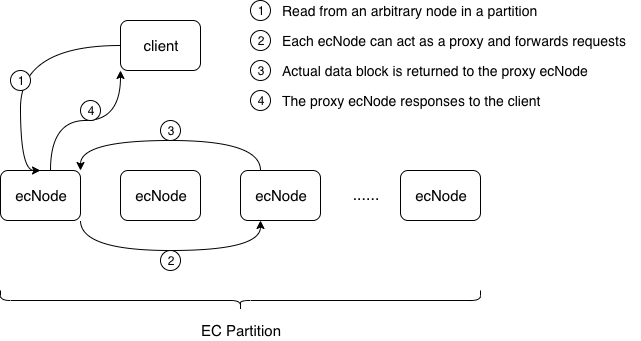 1 Read from an arbitrary node in a partition
client
2 Each ecNode can act as a proxy and forwards requests
3 Actual data block is returned to the proxy ecNode
1
4 The proxy ecNode responses to the client
4
3
ecNode ecNode ecNode ...... ecNode
2
EC Partition